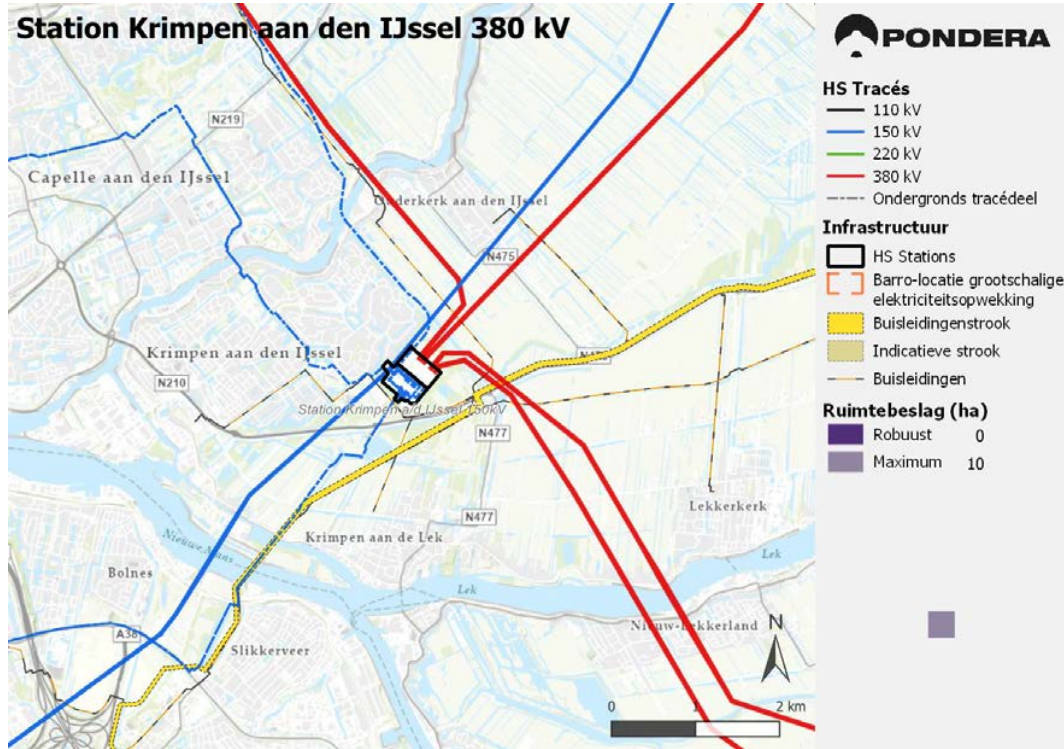 Station Krimpen aan den IJssel 380 kV
N219
Capelle aan den IJssel
Ouderkerk aan den IJssel
N475
Krimpen aan den IJssel
N210
Station Krimpen a/d IJssel 150kV
N477
N477
Lekkerkerk
Krimpen aan de Lek
Nieuwe Maas
Bolnes
Lek
Lek
Nieuw-Lekkerland
A38
Slikkerveer
N
0 1 2 km
PONDERA
HS Tracés
110 kV
150 kV
220 kV
380 kV
Ondergronds tracédeel
Infrastructuur
HS Stations
Barro-locatie grootschalige
elektriciteitsopwekking
Buisleidingenstrook
Indicatieve strook
Buisleidingen
Ruimtebeslag (ha)
Robuust 0
Maximum 10